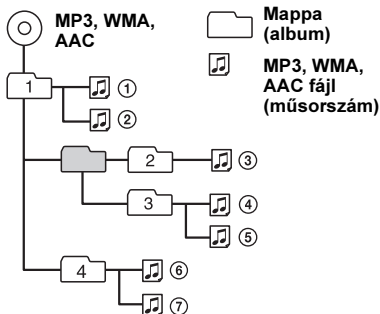 MP3, WMA,
AAC
Mappa
(album)
MP3, WMA,
AAC fájl
(műsorszám)
1
①
②
2
③
3
④
⑤
4
⑥
⑦